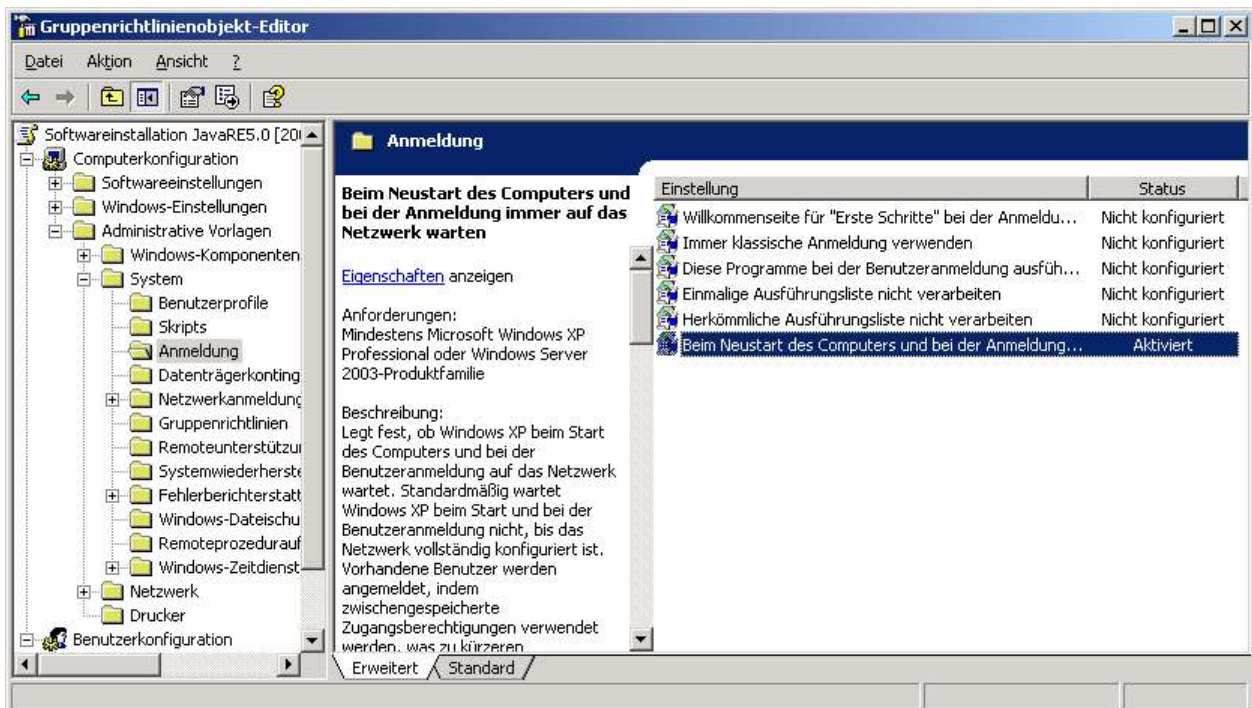 Gruppenrichtlinienobjekt-Editor
Datei Aktion Ansicht ?
Softwareinstallation JavaRE5.0 [20
Computerkonfiguration
Softwareeinstellungen
Windows-Einstellungen
Administrative Vorlagen
Windows-Komponenten
System
Benutzerprofile
Skripts
Anmeldung
Datenträgerkonting
Netzwerkanmeldung
Gruppenrichtlinien
Remoteunterstützu
Systemwiederherste
Fehlerberichterstatt
Windows-Dateischu
Remoteprozedurauf
Windows-Zeitdienst
Netzwerk
Drucker
Benutzerkonfiguration
Anmeldung
Beim Neustart des Computers und
bei der Anmeldung immer auf das
Netzwerk warten
Eigenschaften anzeigen
Anforderungen:
Mindestens Microsoft Windows XP
Professional oder Windows Server
2003-Produktfamilie
Beschreibung:
Legt fest, ob Windows XP beim Start
des Computers und bei der
Benutzeranmeldung auf das Netzwerk
wartet. Standardmäßig wartet
Windows XP beim Start und bei der
Benutzeranmeldung nicht, bis das
Netzwerk vollständig konfiguriert ist.
Vorhandene Benutzer werden
angemeldet, indem
zwischengespeicherte
Zugangsberechtigungen verwendet
werden, was zu kürzeren
Einstellung Status
Willkommenseite für "Erste Schritte" bei der Anmeldu... Nicht konfiguriert
Immer klassische Anmeldung verwenden Nicht konfiguriert
Diese Programme bei der Benutzeranmeldung ausfüh... Nicht konfiguriert
Einmalige Ausführungsliste nicht verarbeiten Nicht konfiguriert
Herkömmliche Ausführungsliste nicht verarbeiten Nicht konfiguriert
Beim Neustart des Computers und bei der Anmeldung... Aktiviert
Erweitert Standard